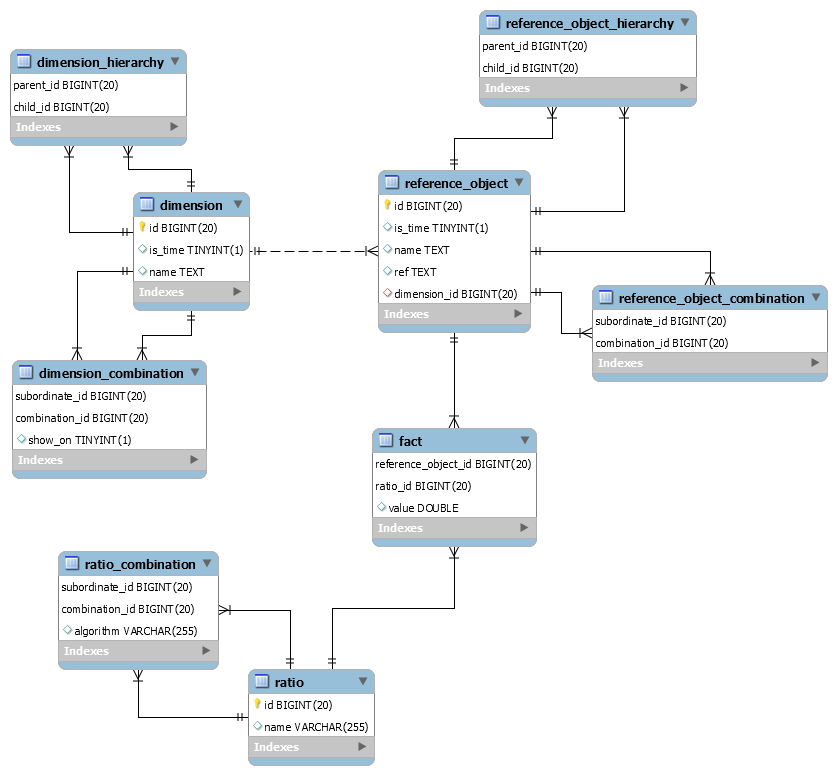 reference_object_hierarchy
parent_id BIGINT(20)
child_id BIGINT(20)
Indexes
dimension_hierarchy
parent_id BIGINT(20)
child_id BIGINT(20)
Indexes
reference_object
id BIGINT(20)
is_time TINYINT(1)
name TEXT
ref TEXT
dimension_id BIGINT(20)
Indexes
dimension
id BIGINT(20)
is_time TINYINT(1)
name TEXT
Indexes
reference_object_combination
subordinate_id BIGINT(20)
combination_id BIGINT(20)
Indexes
dimension_combination
subordinate_id BIGINT(20)
combination_id BIGINT(20)
show_on TINYINT(1)
Indexes
fact
reference_object_id BIGINT(20)
ratio_id BIGINT(20)
value DOUBLE
Indexes
ratio_combination
subordinate_id BIGINT(20)
combination_id BIGINT(20)
algorithm VARCHAR(255)
Indexes
ratio
id BIGINT(20)
name VARCHAR(255)
Indexes